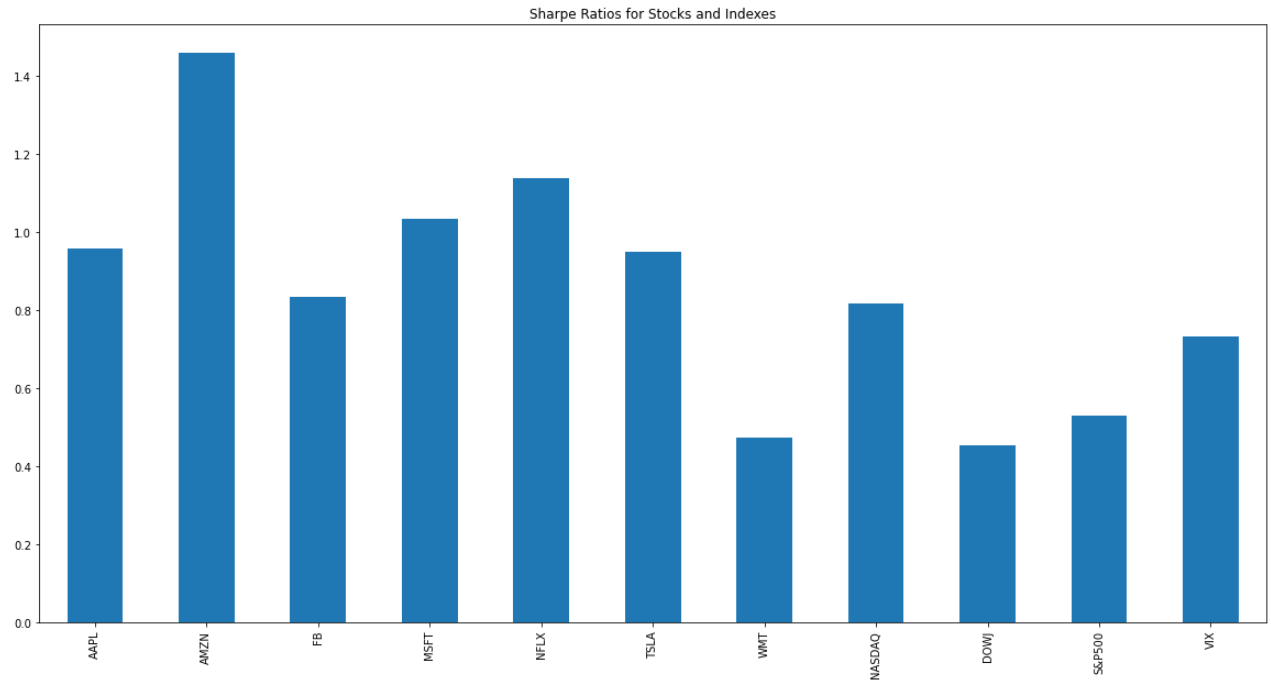 Sharpe Ratios for Stocks and Indexes
1.4
1.2
1.0
0.8
0.6
0.4
0.2
0.0
AAPL
AMZN
FB
MSFT
NFLX
TSLA
WMT
NASDAQ
DOWJ
S&P500
VIX